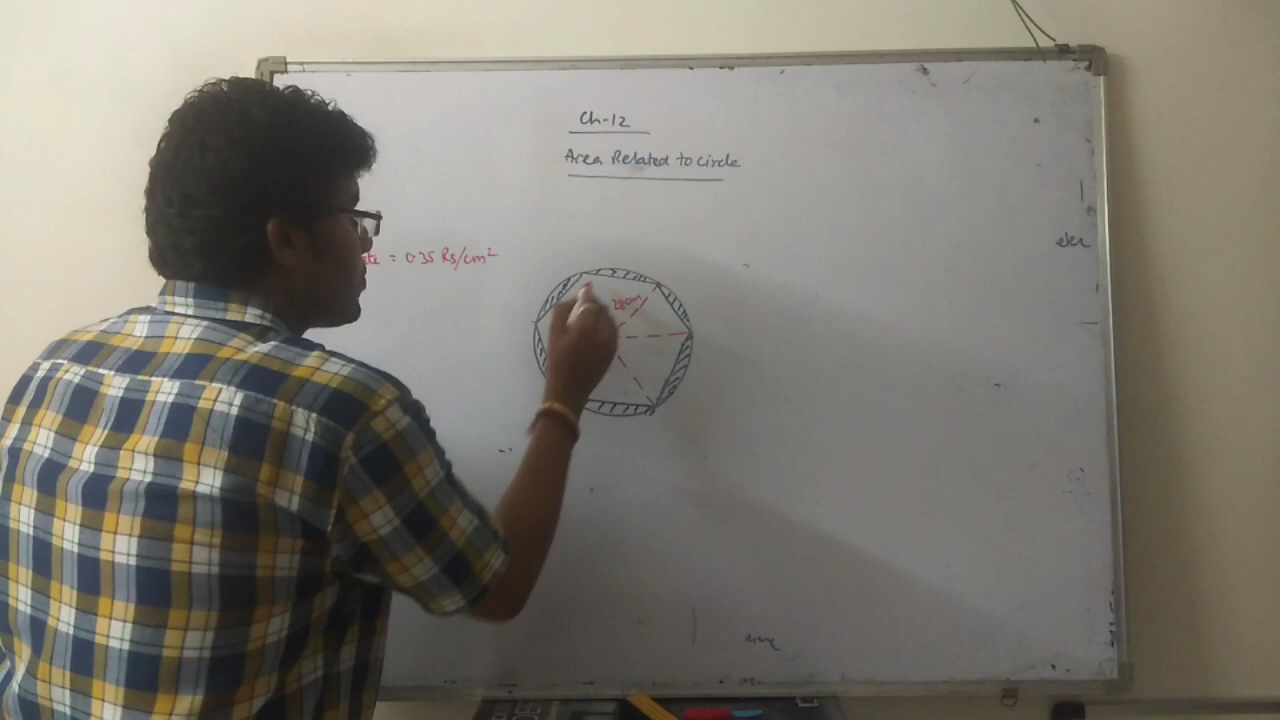 Ch-12
Area Related to circle
= 0.35 Rs/cm²
28cm